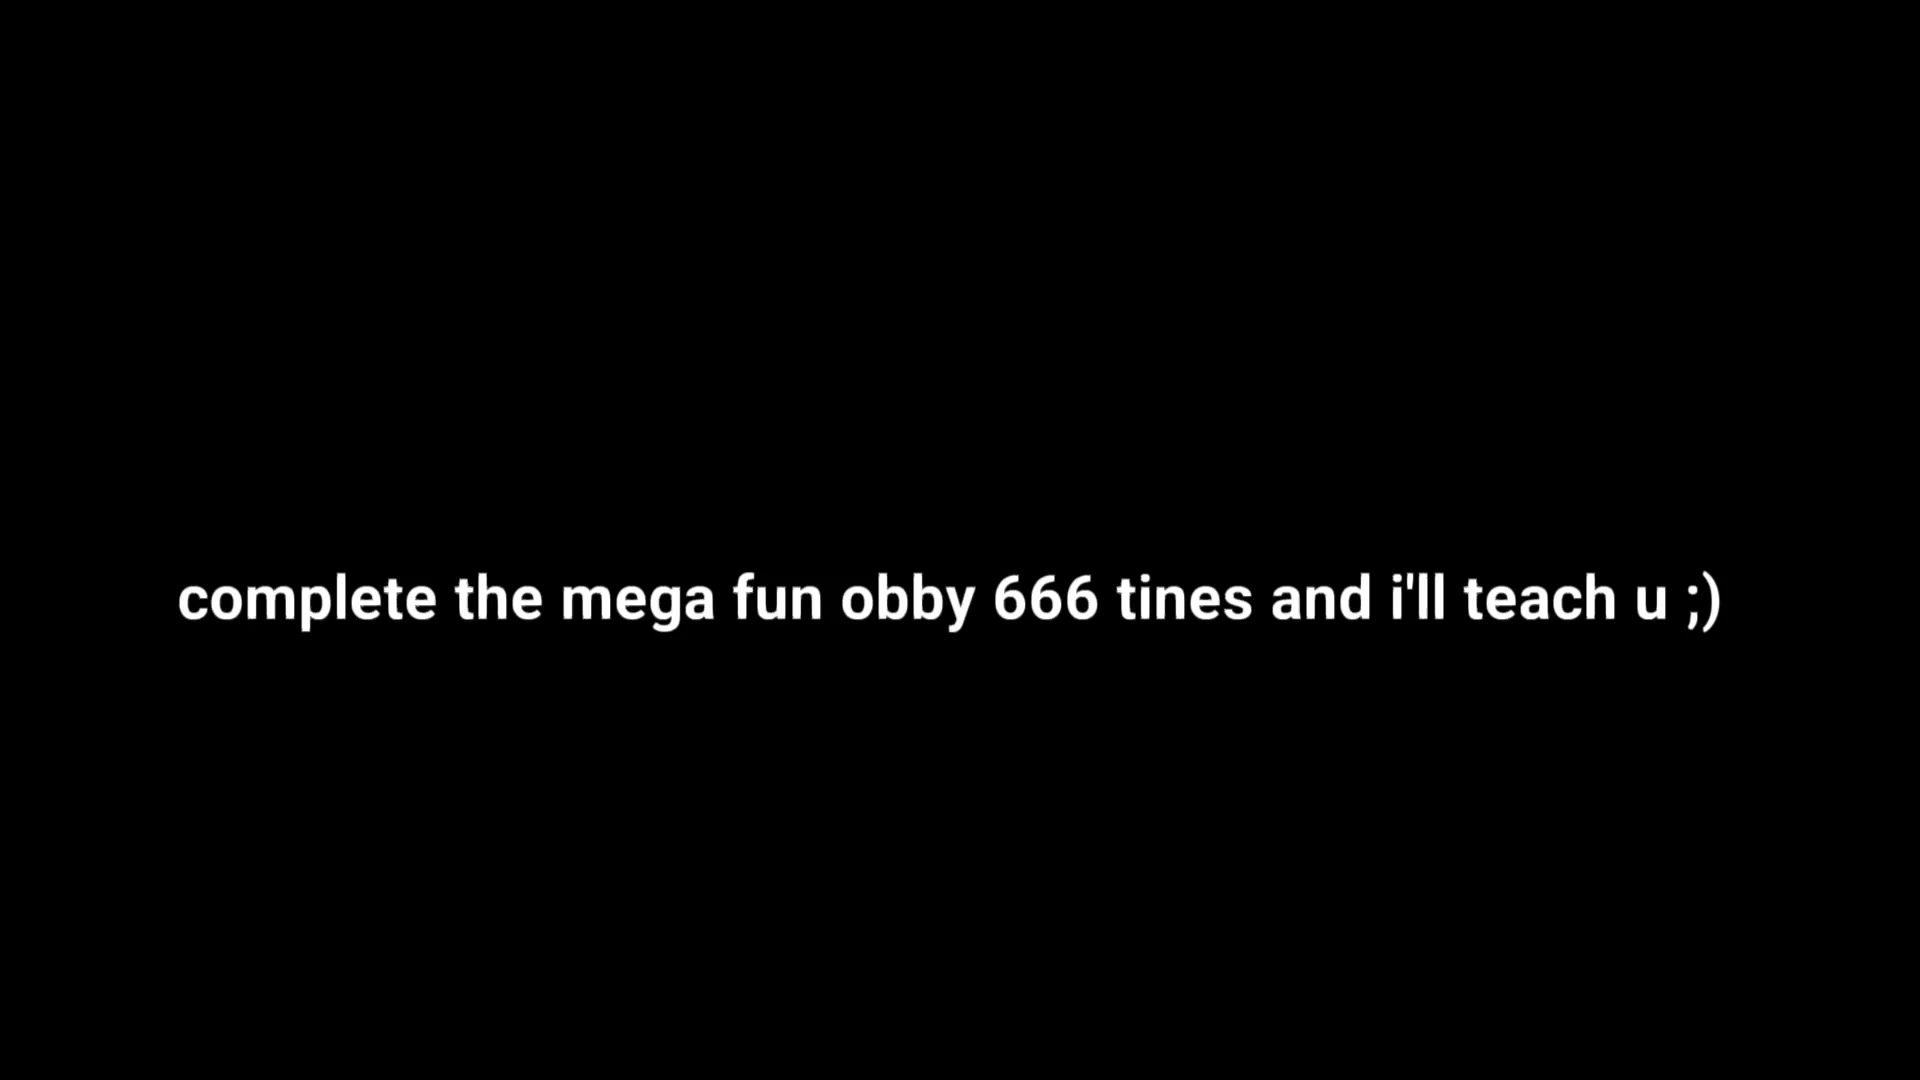 complete the mega fun obby 666 tines and i'll teach u ;)